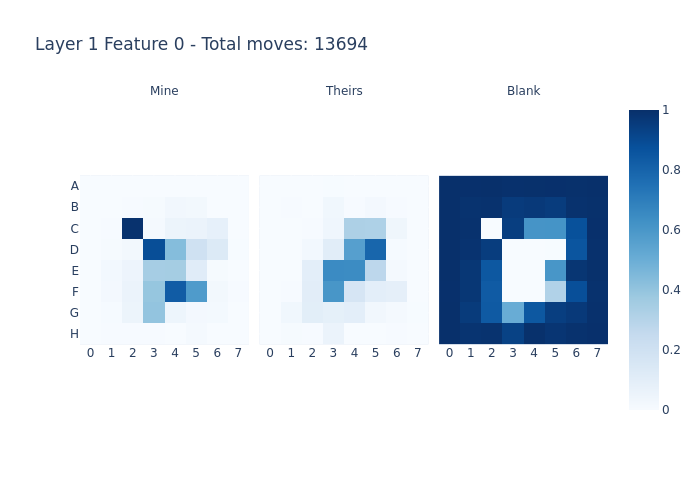 Layer 1 Feature 0 - Total moves: 13694
Mine Theirs Blank
A
B
C
D
E
F
G
H
0 1 2 3 4 5 6 7 0 1 2 3 4 5 6 7 0 1 2 3 4 5 6 7
1
0.8
0.6
0.4
0.2
0